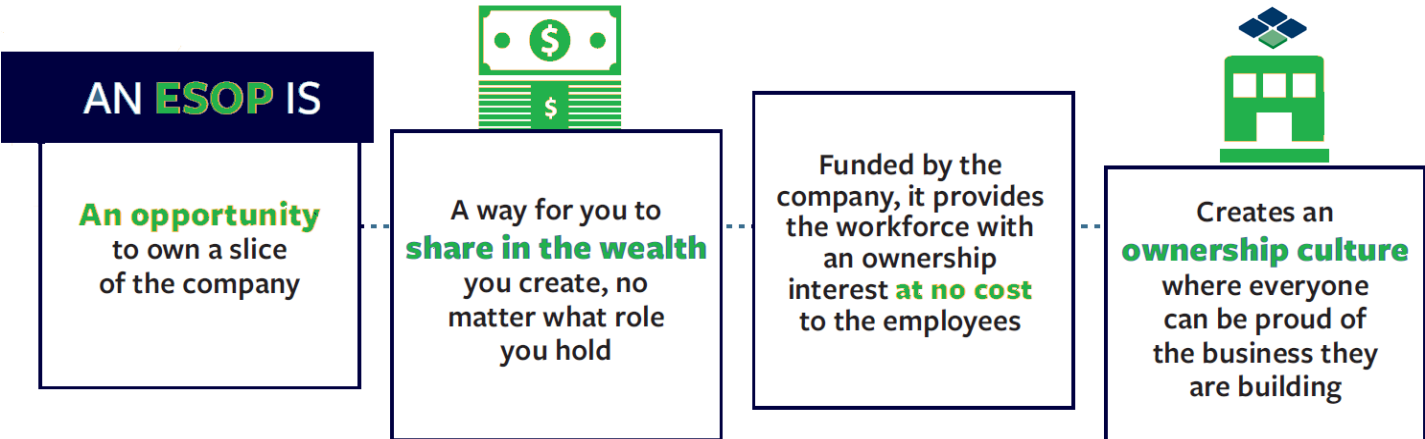 AN ESOP IS
An opportunity
to own a slice
of the company
$
$
A way for you to
share in the wealth
you create, no
matter what role
you hold
Funded by the
company, it provides
the workforce with
an ownership
interest at no cost
to the employees
Creates an
ownership culture
where everyone
can be proud of
the business they
are building